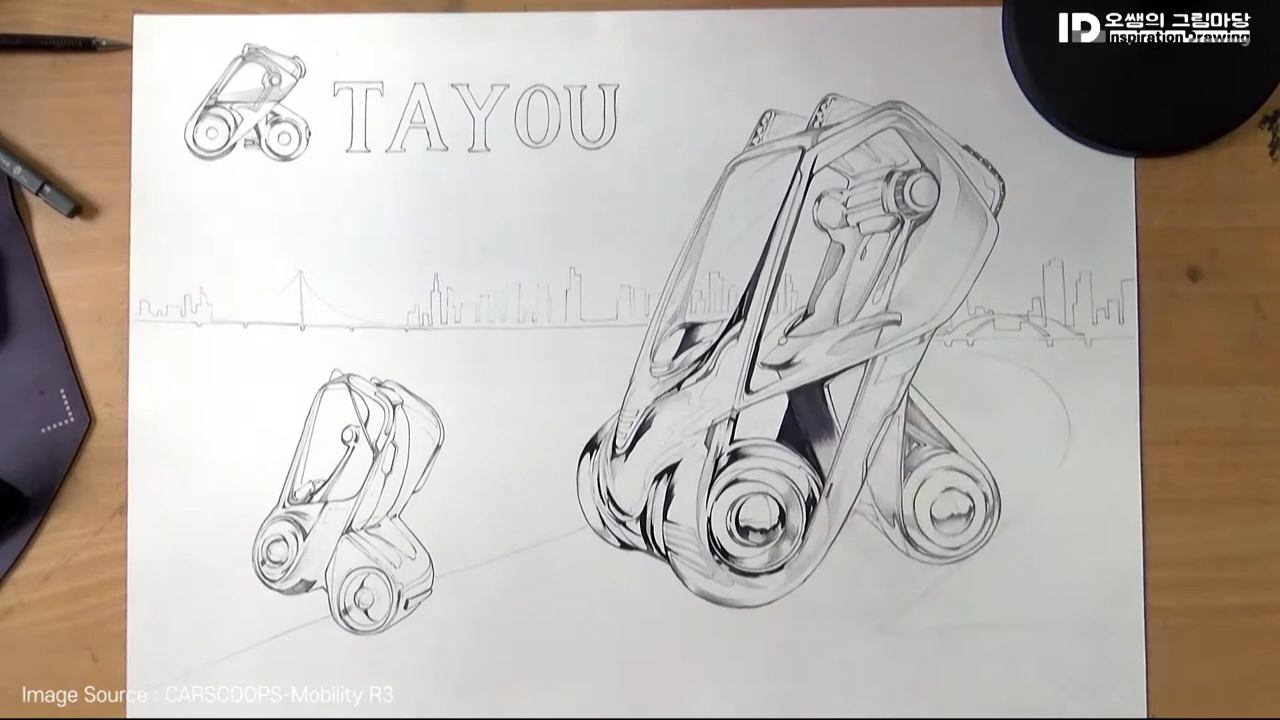 ID 오쌤의 그림마당
Inspiration Drawing
TAYOU
Image Source : CARSCOOPS-Mobility R3